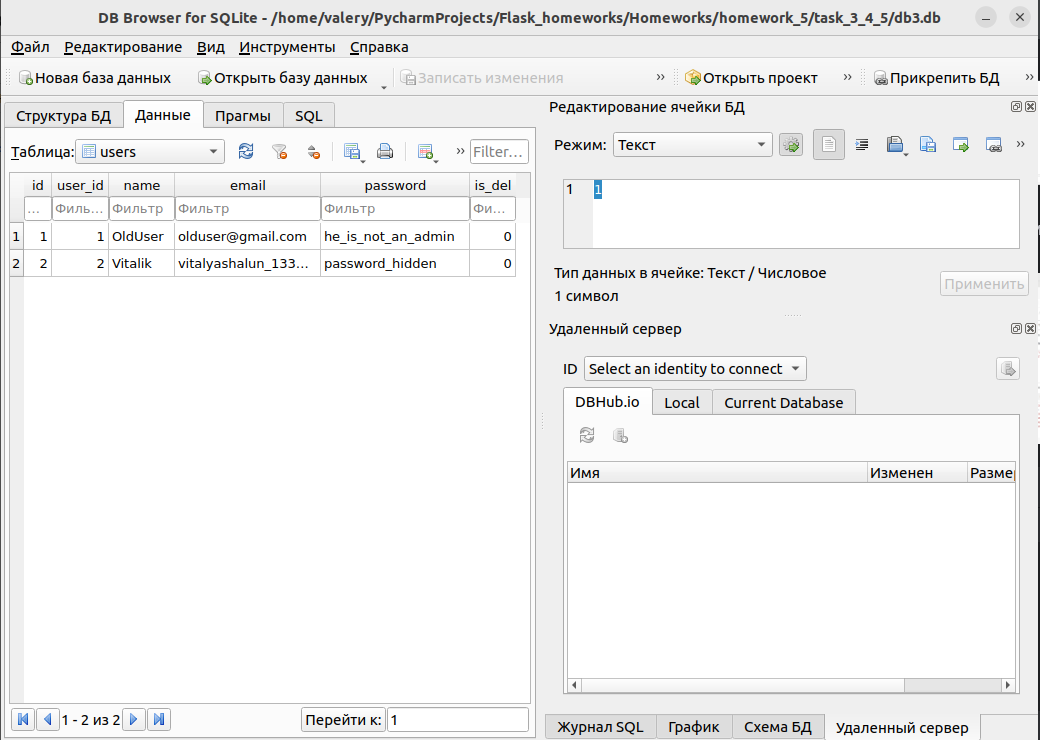 DB Browser for SQLite - /home/valery/PycharmProjects/Flask_homeworks/Homeworks/homework_5/task_3_4_5/db3.db
Файл Редактирование Вид Инструменты Справка
Новая база данных Открыть базу данных Записать изменения » Открыть проект » Прикрепить БД »
Структура БД Данные Прагмы SQL
Таблица: users » Filter...
id user_id name email password is_del
... Филь... Фильтр Фильтр Фильтр Фи...
1 1 1 OldUser olduser@gmail.com he_is_not_an_admin 0
2 2 2 Vitalik vitalyashalun_133... password_hidden 0
1 - 2 из 2 Перейти к: 1
Редактирование ячейки БД
Режим: Текст »
1 1
Тип данных в ячейке: Текст / Числовое
1 символ
Применить
Удаленный сервер
ID Select an identity to connect
DBHub.io Local Current Database
Имя Изменен Разме
Журнал SQL График Схема БД Удаленный сервер